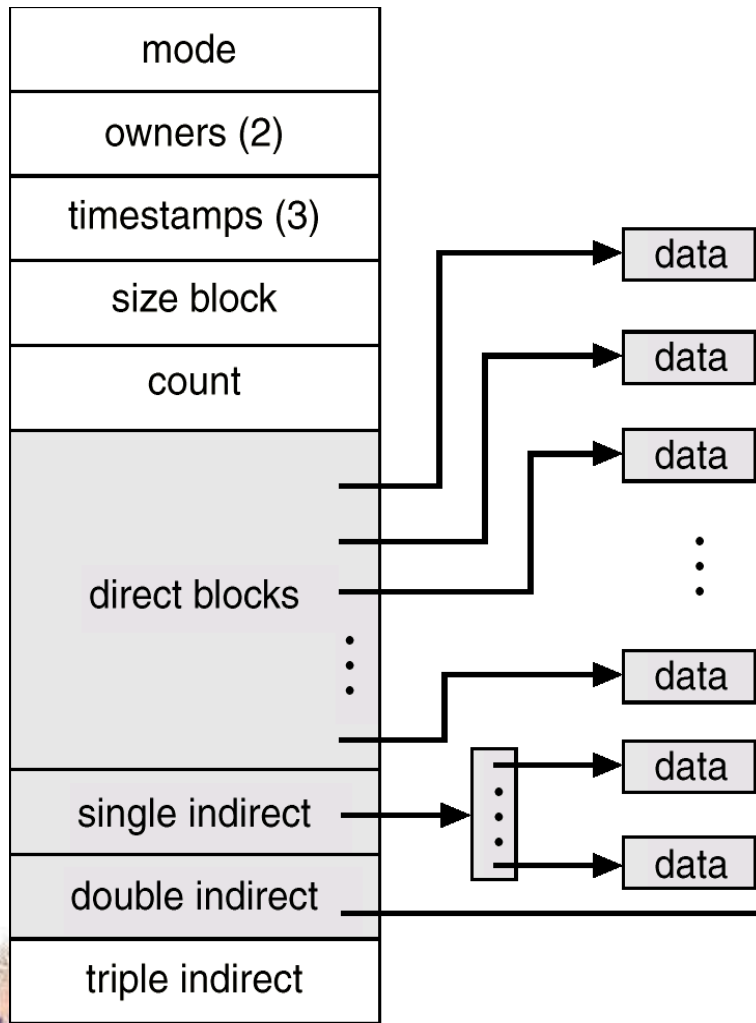 mode
owners (2)
timestamps (3)
size block
count
direct blocks
single indirect
double indirect
triple indirect
data
data
data
data
data
data